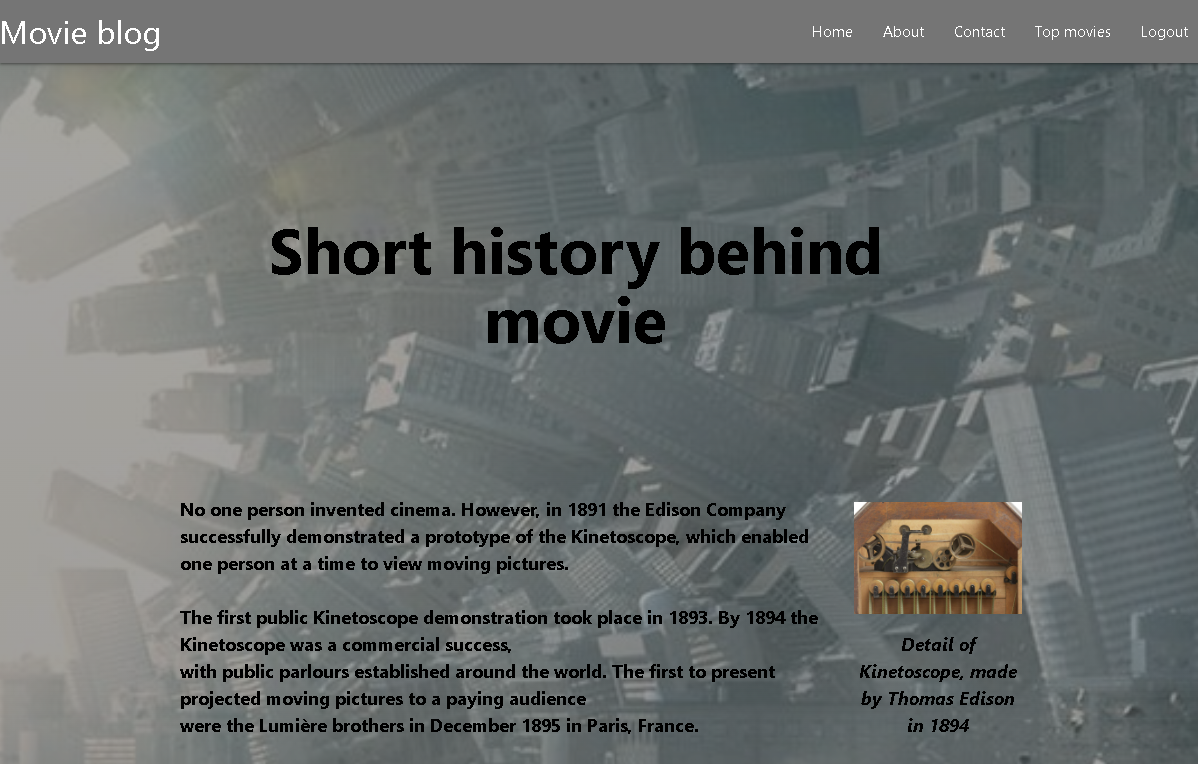 Movie blog
Home About Contact Top movies Logout
Short history behind
movie
No one person invented cinema. However, in 1891 the Edison Company
successfully demonstrated a prototype of the Kinetoscope, which enabled
one person at a time to view moving pictures.
The first public Kinetoscope demonstration took place in 1893. By 1894 the
Kinetoscope was a commercial success,
with public parlours established around the world. The first to present
projected moving pictures to a paying audience
were the Lumière brothers in December 1895 in Paris, France.
Detail of
Kinetoscope, made
by Thomas Edison
in 1894